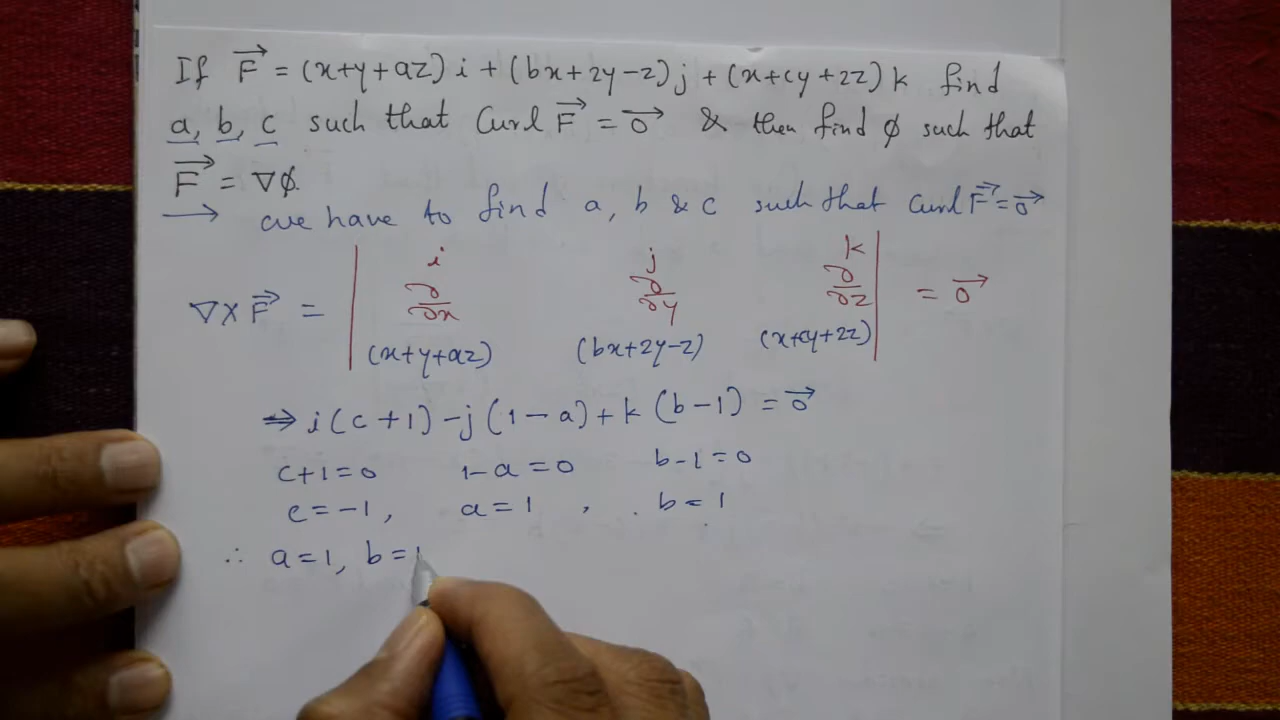 If F⃗ = (x+y+az) i + (bx+2y-z) j + (x+cy+2z) k find
a, b, c such that Curl F⃗ = 0⃗ & then find ϕ such that
F⃗ = ∇ϕ.
→ we have to find a, b & c such that Curl F⃗ = 0⃗
i j k
∇×F⃗ = | ∂/∂x ∂/∂y ∂/∂z | = 0⃗
(x+y+az) (bx+2y-z) (x+cy+2z)
⇒ i(c+1) - j(1-a) + k(b-1) = 0⃗
c+1=0 1-a=0 b-1=0
c=-1, a=1, b=1
∴ a=1, b=1